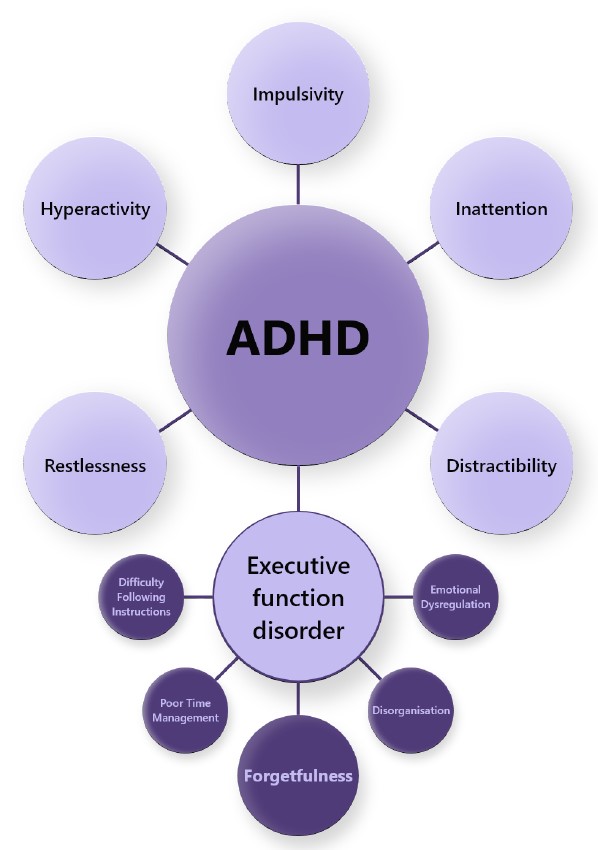 Impulsivity
Hyperactivity
Inattention
ADHD
Restlessness
Distractibility
Executive
function
disorder
Difficulty
Following
Instructions
Emotional
Dysregulation
Poor Time
Management
Disorganisation
Forgetfulness